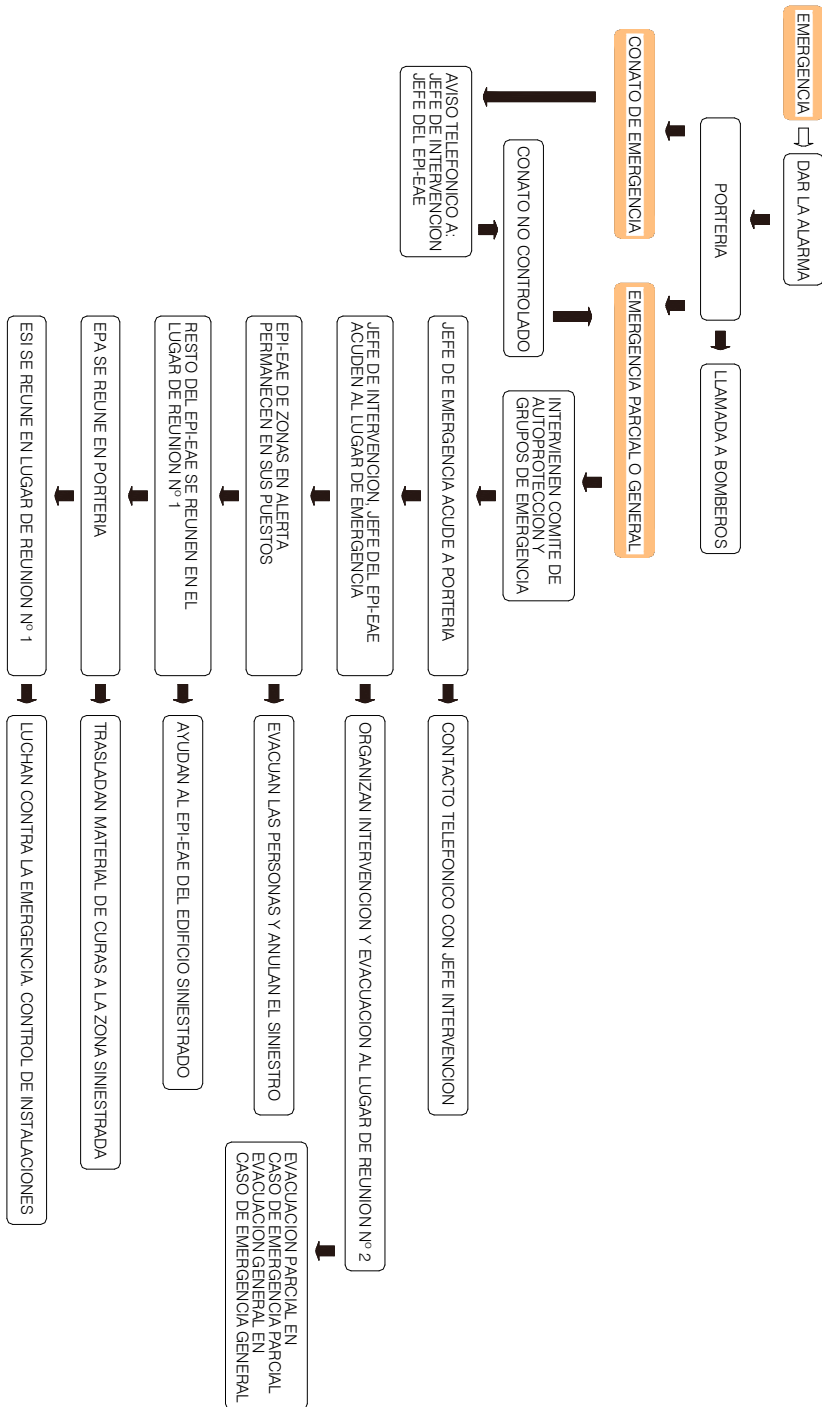 EMERGENCIA
DAR LA ALARMA
PORTERIA
LLAMADA A BOMBEROS
CONATO DE EMERGENCIA
EMERGENCIA PARCIAL O GENERAL
AVISO TELEFONICO A:
JEFE DE INTERVENCION
JEFE DEL EPI-EAE
CONATO NO CONTROLADO
INTERVIENEN COMITE DE
AUTOPROTECCION Y
GRUPOS DE EMERGENCIA
JEFE DE EMERGENCIA ACUDE A PORTERIA
CONTACTO TELEFONICO CON JEFE INTERVENCION
JEFE DE INTERVENCION, JEFE DEL EPI-EAE
ACUDEN AL LUGAR DE EMERGENCIA
ORGANIZAN INTERVENCION Y EVACUACION AL LUGAR DE REUNION Nº 2
EVACUACION PARCIAL EN
CASO DE EMERGENCIA PARCIAL
EVACUACION GENERAL EN
CASO DE EMERGENCIA GENERAL
EPI-EAE DE ZONAS EN ALERTA
PERMANECEN EN SUS PUESTOS
EVACUAN LAS PERSONAS Y ANULAN EL SINIESTRO
RESTO DEL EPI-EAE SE REUNEN EN EL
LUGAR DE REUNION Nº 1
AYUDAN AL EPI-EAE DEL EDIFICIO SINIESTRADO
EPA SE REUNE EN PORTERIA
TRASLADAN MATERIAL DE CURAS A LA ZONA SINIESTRADA
ESI SE REUNE EN LUGAR DE REUNION Nº 1
LUCHAN CONTRA LA EMERGENCIA. CONTROL DE INSTALACIONES